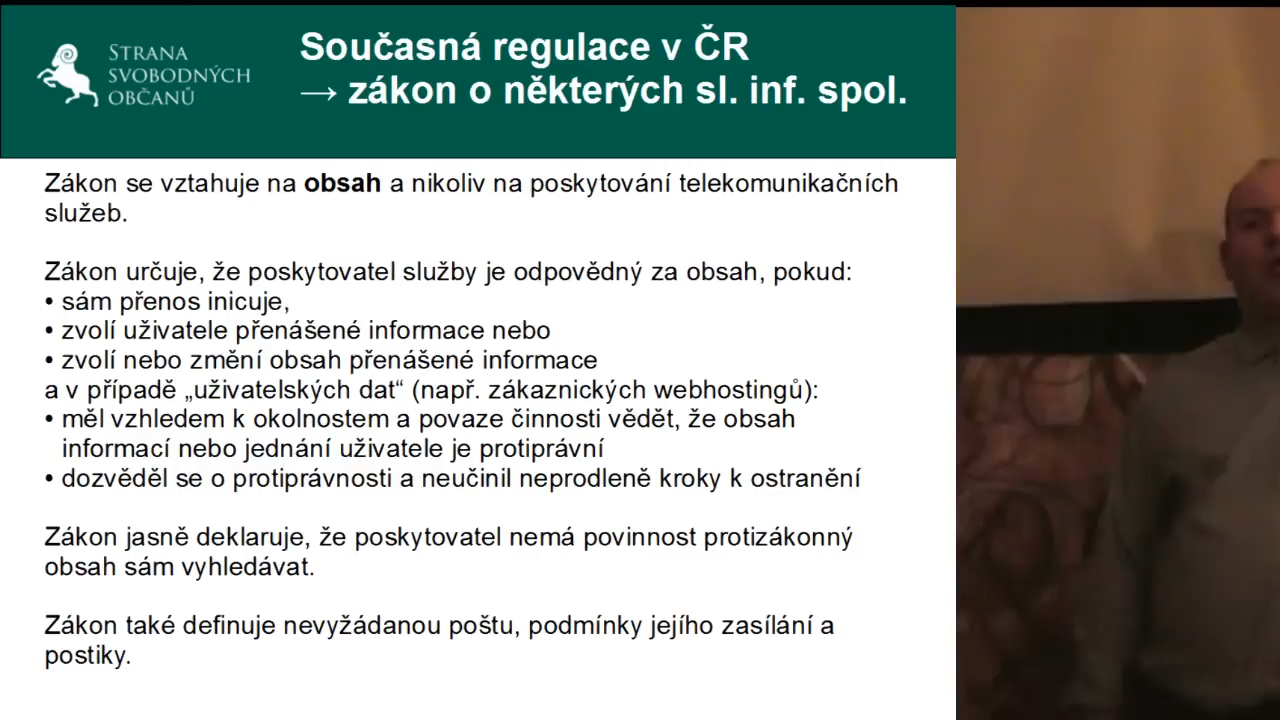 STRANA
SVOBODNÝCH
OBČANŮ
Současná regulace v ČR
→ zákon o některých sl. inf. spol.
Zákon se vztahuje na obsah a nikoliv na poskytování telekomunikačních
služeb.
Zákon určuje, že poskytovatel služby je odpovědný za obsah, pokud:
• sám přenos inicuje,
• zvolí uživatele přenášené informace nebo
• zvolí nebo změní obsah přenášené informace
a v případě „uživatelských dat“ (např. zákaznických webhostingů):
• měl vzhledem k okolnostem a povaze činnosti vědět, že obsah
informací nebo jednání uživatele je protiprávní
• dozvěděl se o protiprávnosti a neučinil neprodleně kroky k ostranění
Zákon jasně deklaruje, že poskytovatel nemá povinnost protizákonný
obsah sám vyhledávat.
Zákon také definuje nevyžádanou poštu, podmínky jejího zasílání a
postiky.